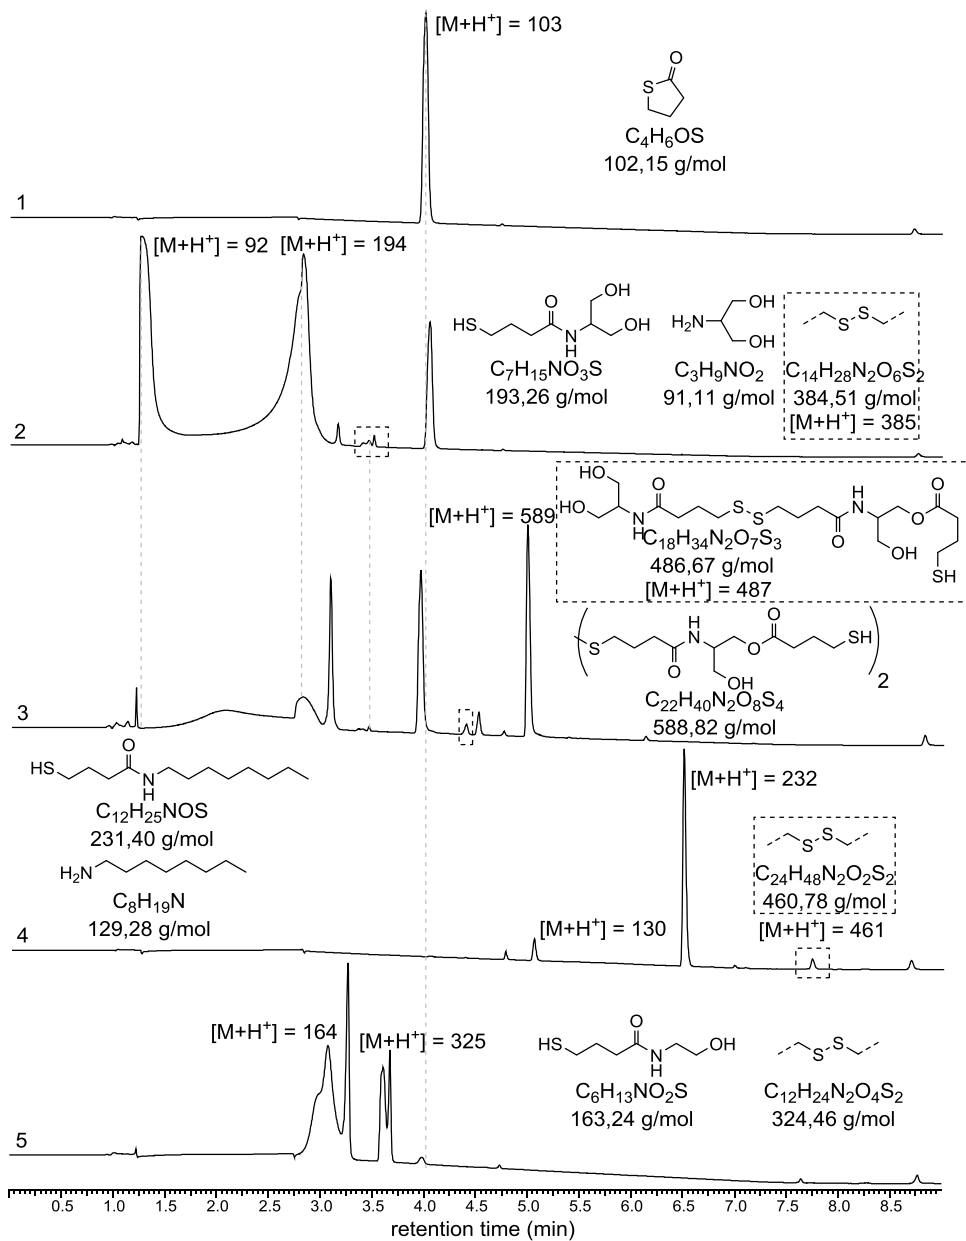 [M+H⁺] = 103
O
S
C₄H₆OS
102,15 g/mol
1
[M+H⁺] = 92
[M+H⁺] = 194
OH
O
HS
N
H
OH
C₇H₁₅NO₃S
193,26 g/mol
OH
H₂N
OH
C₃H₉NO₂
91,11 g/mol
S
S
C₁₄H₂₈N₂O₆S₂
384,51 g/mol
[M+H⁺] = 385
2
[M+H⁺] = 589
HO
HO
N
H
O
S
S
O
H
N
OH
O
O
SH
C₁₈H₃₄N₂O₇S₃
486,67 g/mol
[M+H⁺] = 487
S
O
H
N
OH
O
O
SH
2
C₂₂H₄₀N₂O₈S₄
588,82 g/mol
3
HS
O
N
H
C₁₂H₂₅NOS
231,40 g/mol
H₂N
C₈H₁₉N
129,28 g/mol
[M+H⁺] = 232
S
S
C₂₄H₄₈N₂O₂S₂
460,78 g/mol
[M+H⁺] = 461
[M+H⁺] = 130
4
[M+H⁺] = 164
[M+H⁺] = 325
HS
O
N
H
OH
C₆H₁₃NO₂S
163,24 g/mol
S
S
C₁₂H₂₄N₂O₄S₂
324,46 g/mol
5
0.5 1.0 1.5 2.0 2.5 3.0 3.5 4.0 4.5 5.0 5.5 6.0 6.5 7.0 7.5 8.0 8.5
retention time (min)